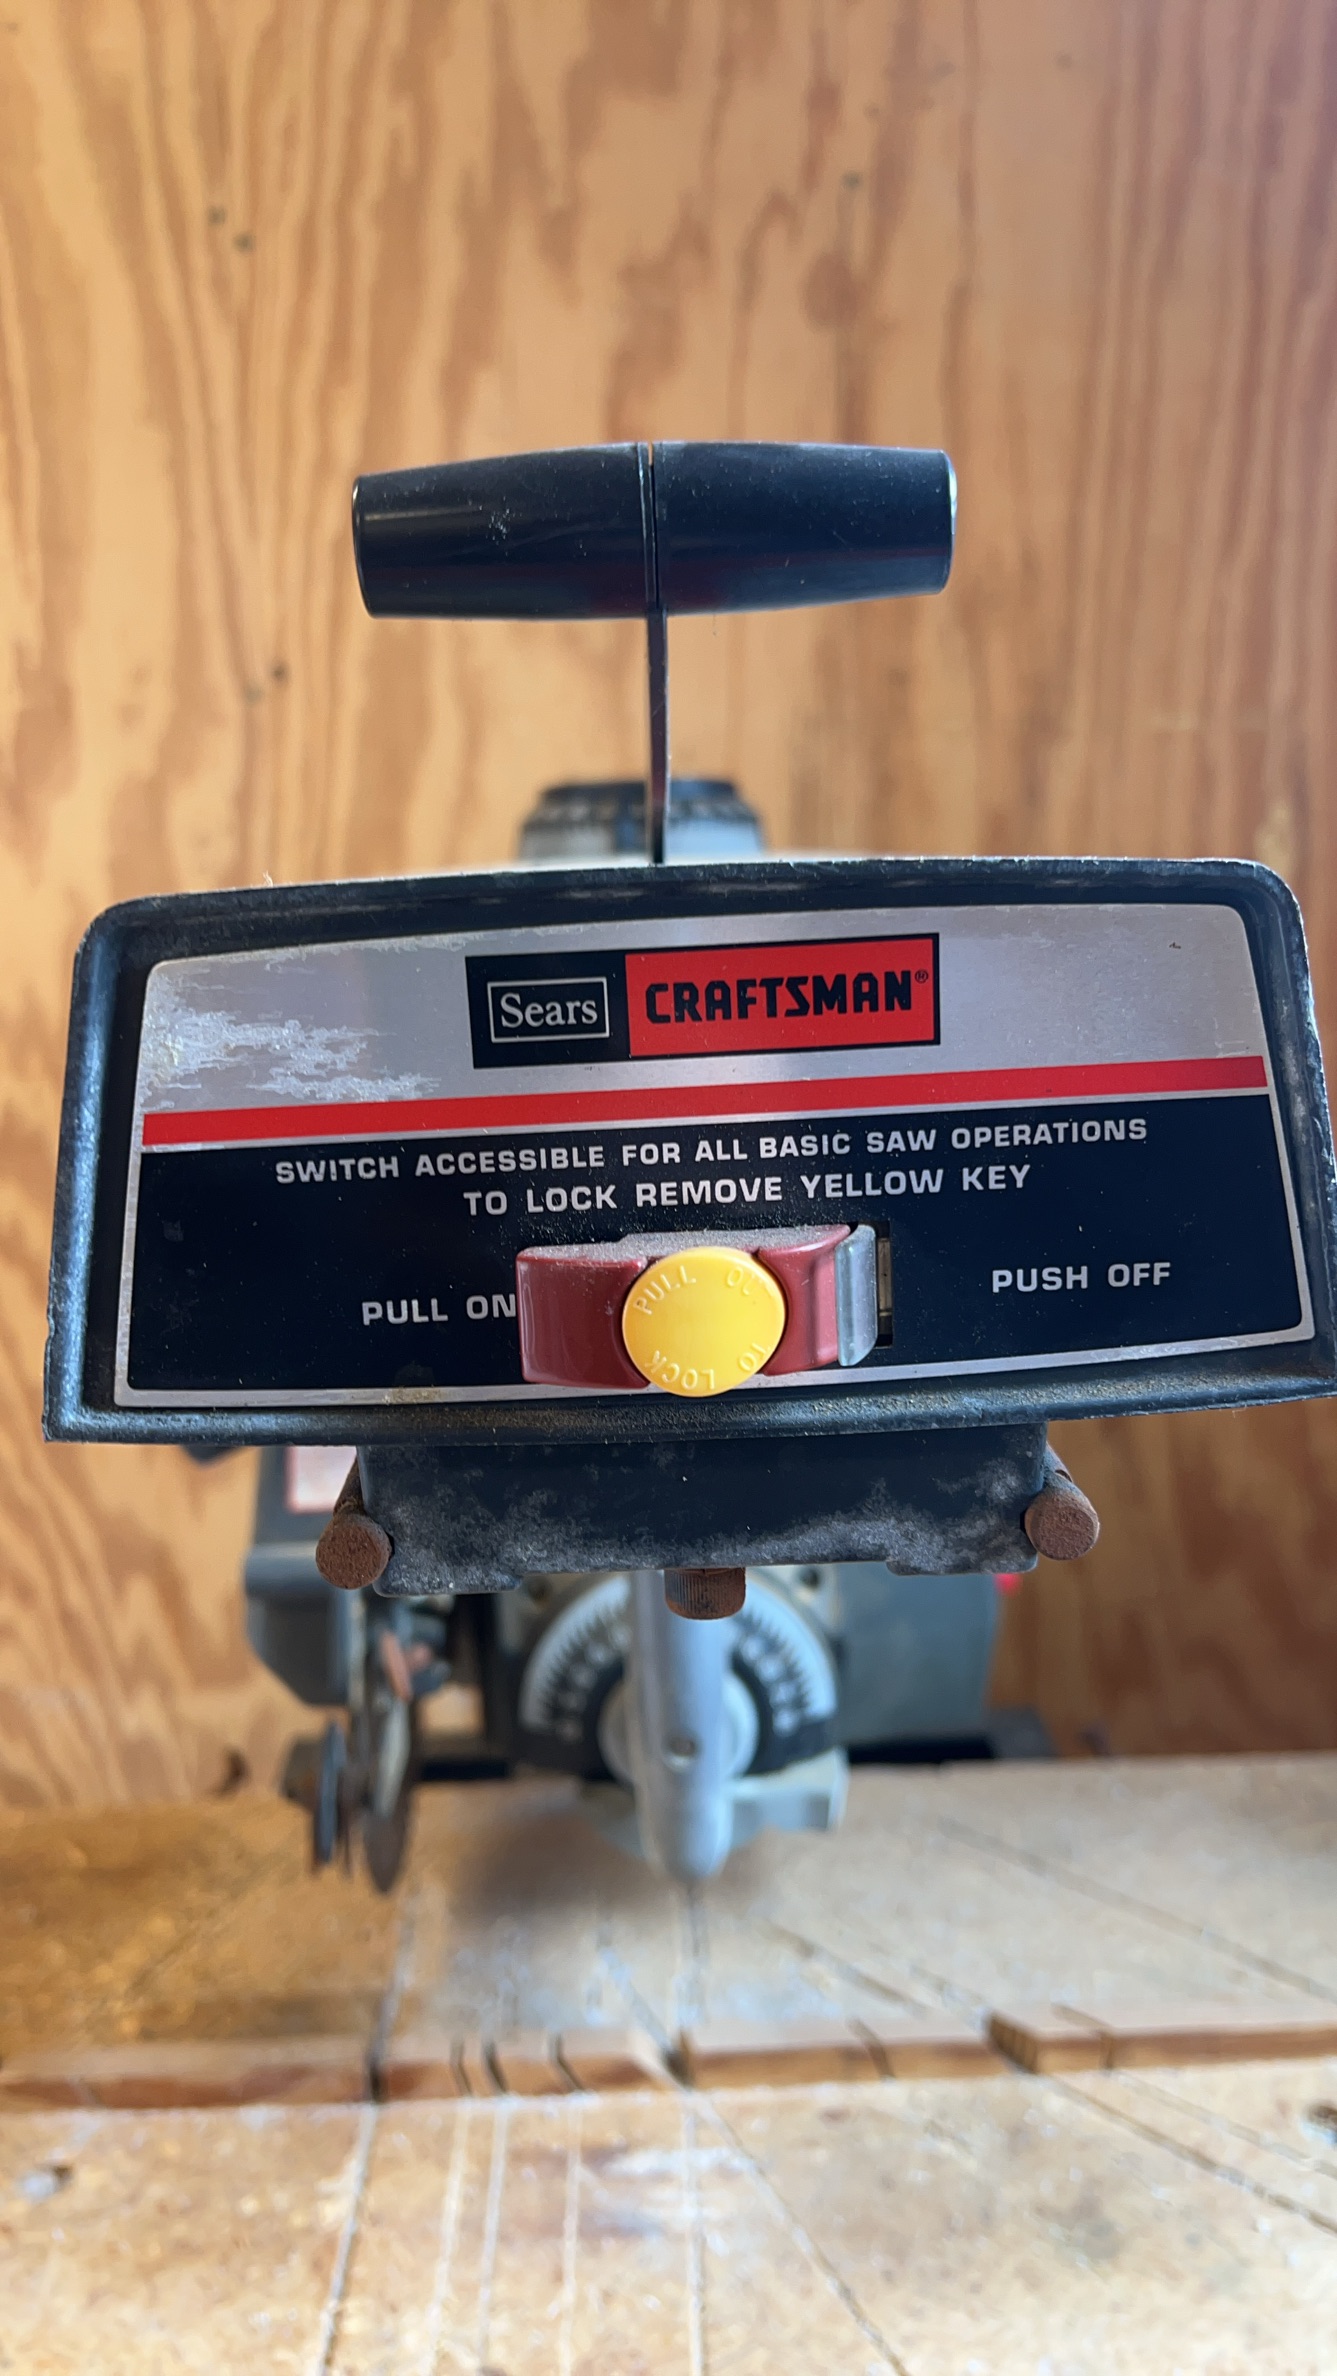 Sears CRAFTSMAN®
SWITCH ACCESSIBLE FOR ALL BASIC SAW OPERATIONS
TO LOCK REMOVE YELLOW KEY
PULL ON
PUSH OFF
PULL
TO LOCK